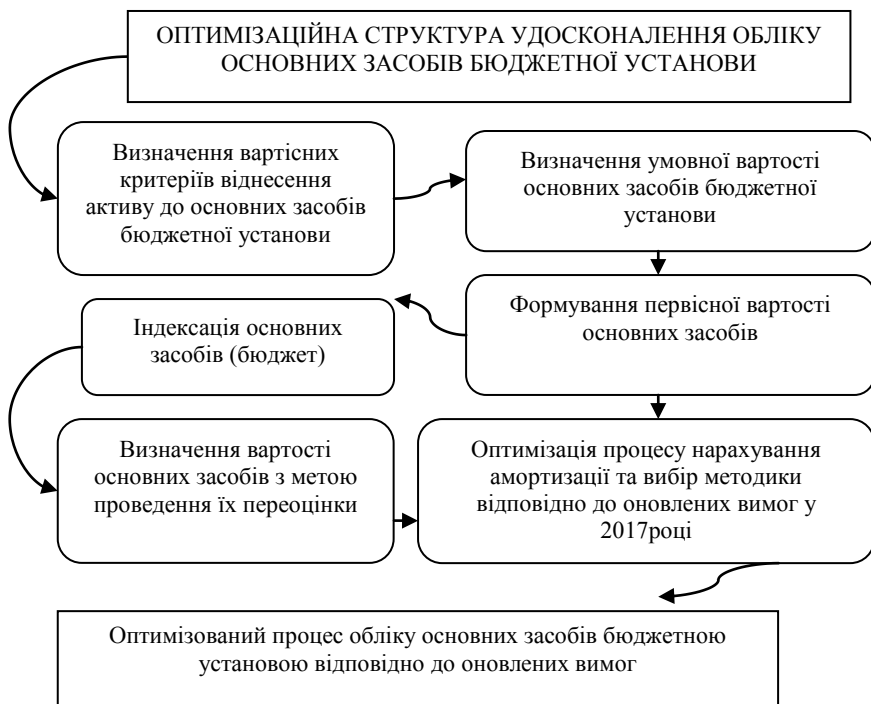 ОПТИМІЗАЦІЙНА СТРУКТУРА УДОСКОНАЛЕННЯ ОБЛІКУ
ОСНОВНИХ ЗАСОБІВ БЮДЖЕТНОЇ УСТАНОВИ
Визначення вартісних
критеріїв віднесення
активу до основних засобів
бюджетної установи
Визначення умовної вартості
основних засобів бюджетної
установи
Формування первісної вартості
основних засобів
Індексація основних
засобів (бюджет)
Визначення вартості
основних засобів з метою
проведення їх переоцінки
Оптимізація процесу нарахування
амортизації та вибір методики
відповідно до оновлених вимог у
2017році
Оптимізований процес обліку основних засобів бюджетною
установою відповідно до оновлених вимог